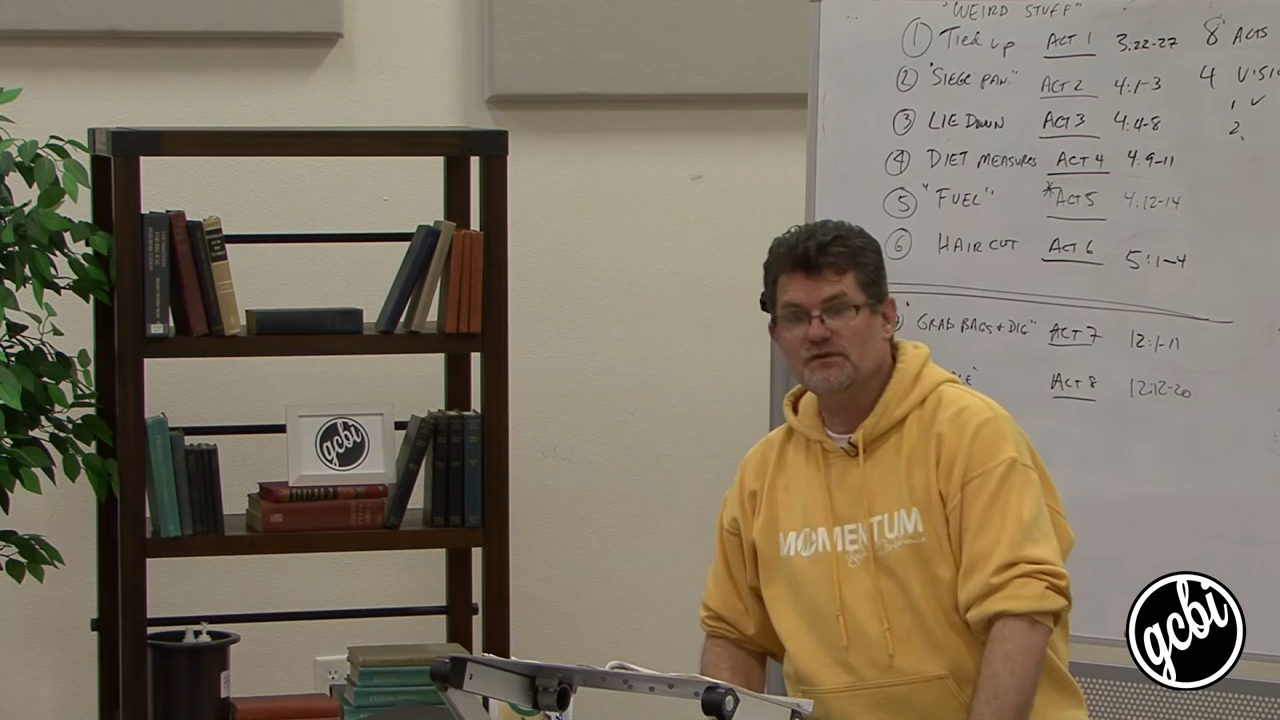 "WEIRD STUFF"
① Tied up ACT 1 3:22-27 8 ACTS
② "SIEGE PAN" ACT 2 4:1-3 4
1 ✓
③ LIE DOWN ACT 3 4:4-8 2.
④ DIET MEASURES ACT 4 4:9-11
⑤ "FUEL" *ACT 5 4:12-14
⑥ HAIRCUT ACT 6 5:1-4
"GRAB BAGS + DIG" ACT 7 12:1-11
ACT 8 12:12-20
gcbi
MOMENTUM
gcbi